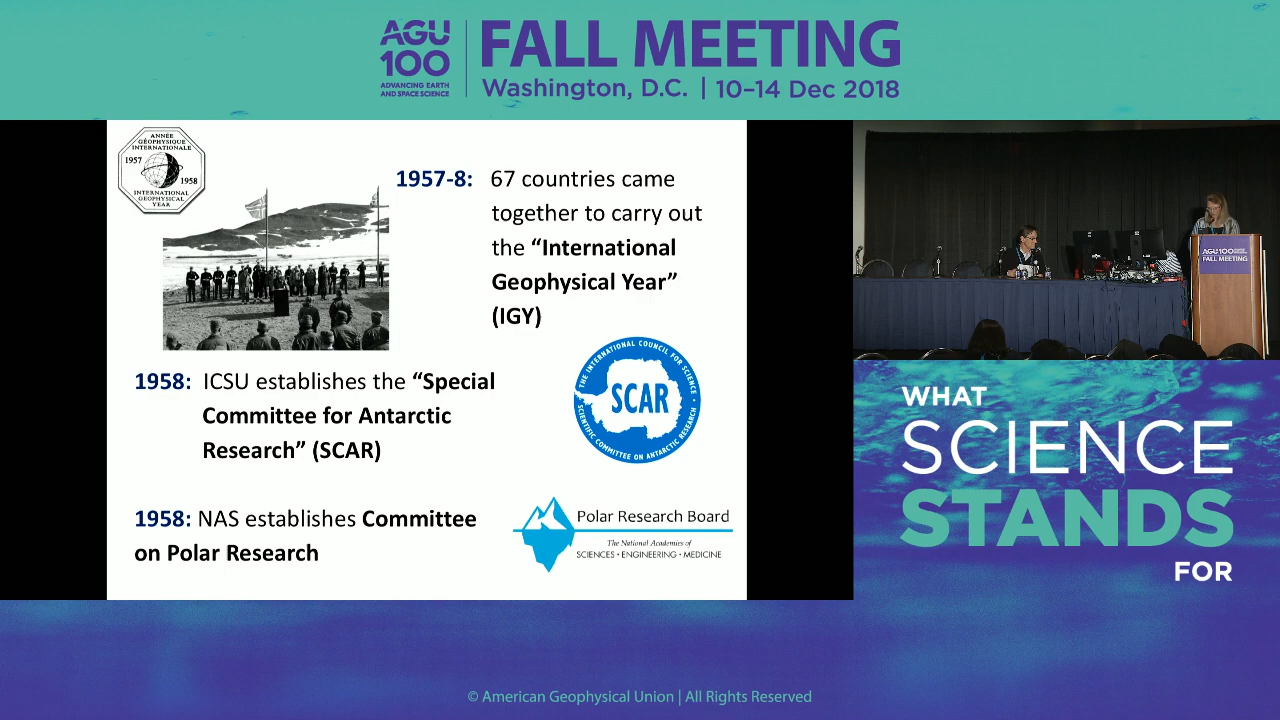 AGU
100
ADVANCING EARTH
AND SPACE SCIENCE
FALL MEETING
Washington, D.C. | 10–14 Dec 2018
ANNÉE
GÉOPHYSIQUE
INTERNATIONALE
1957
1958
INTERNATIONAL
GEOPHYSICAL
YEAR
1957-8: 67 countries came
together to carry out
the “International
Geophysical Year”
(IGY)
1958: ICSU establishes the “Special
Committee for Antarctic
Research” (SCAR)
THE INTERNATIONAL COUNCIL FOR SCIENCE
SCAR
SCIENTIFIC COMMITTEE ON ANTARCTIC RESEARCH
1958: NAS establishes Committee
on Polar Research
Polar Research Board
The National Academies of
SCIENCES • ENGINEERING • MEDICINE
AGU100
FALL MEETING
WHAT
SCIENCE
STANDS
FOR
© American Geophysical Union | All Rights Reserved